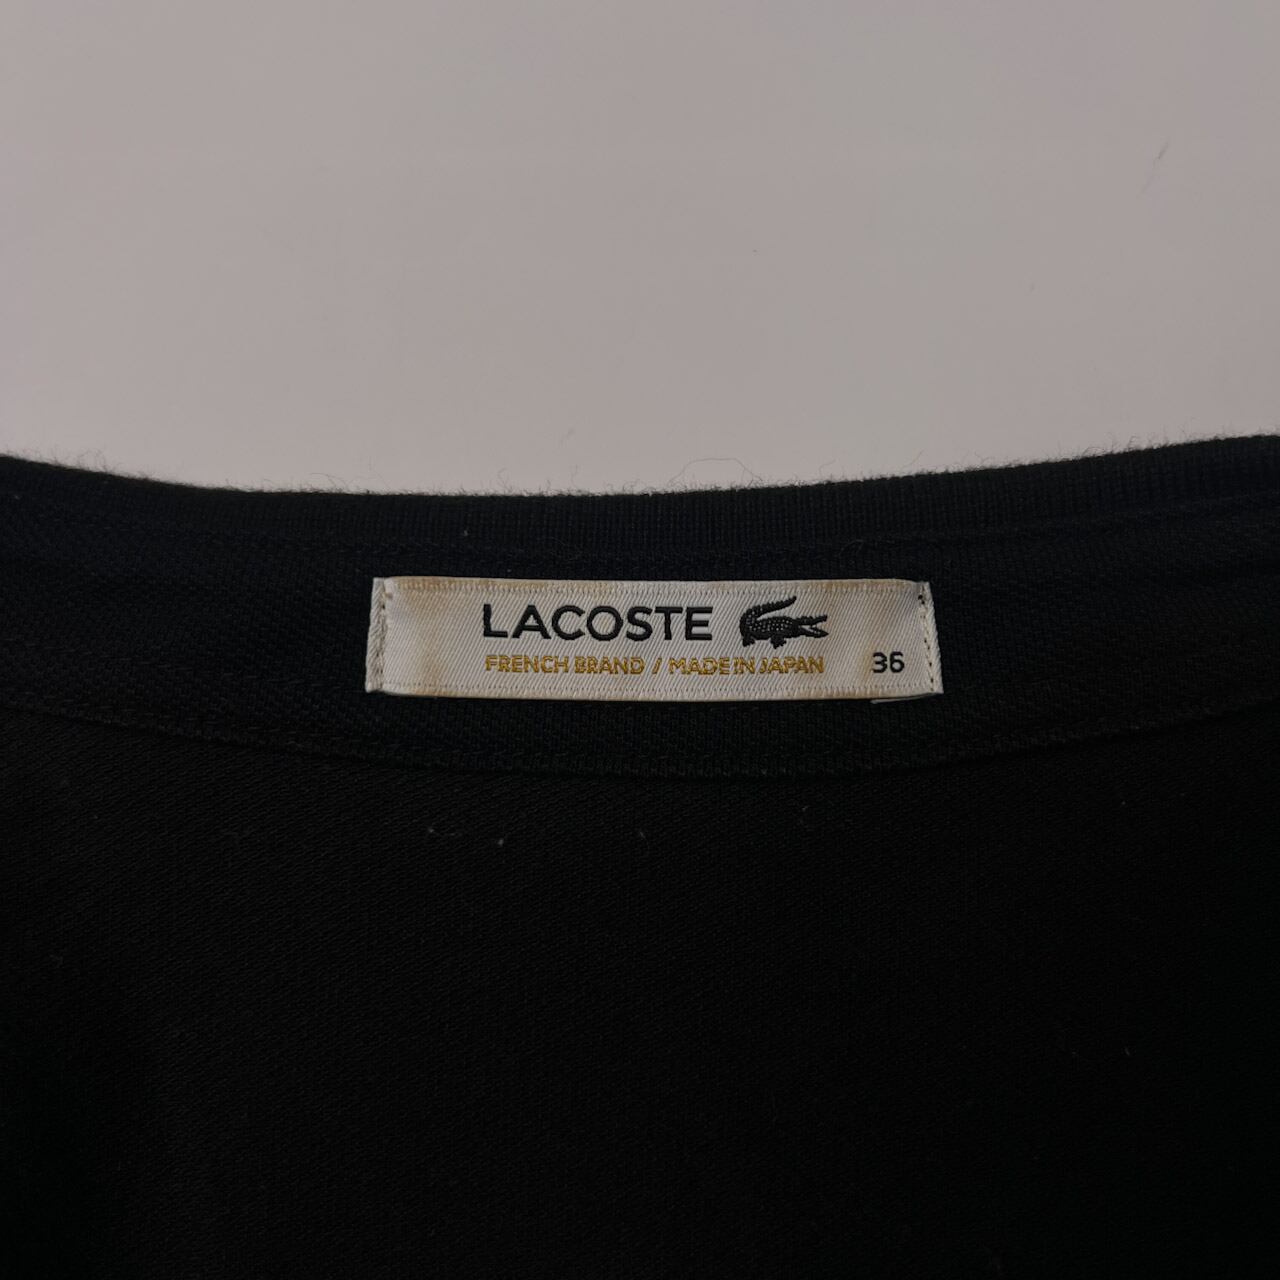 LACOSTE
FRENCH BRAND / MADE IN JAPAN
36